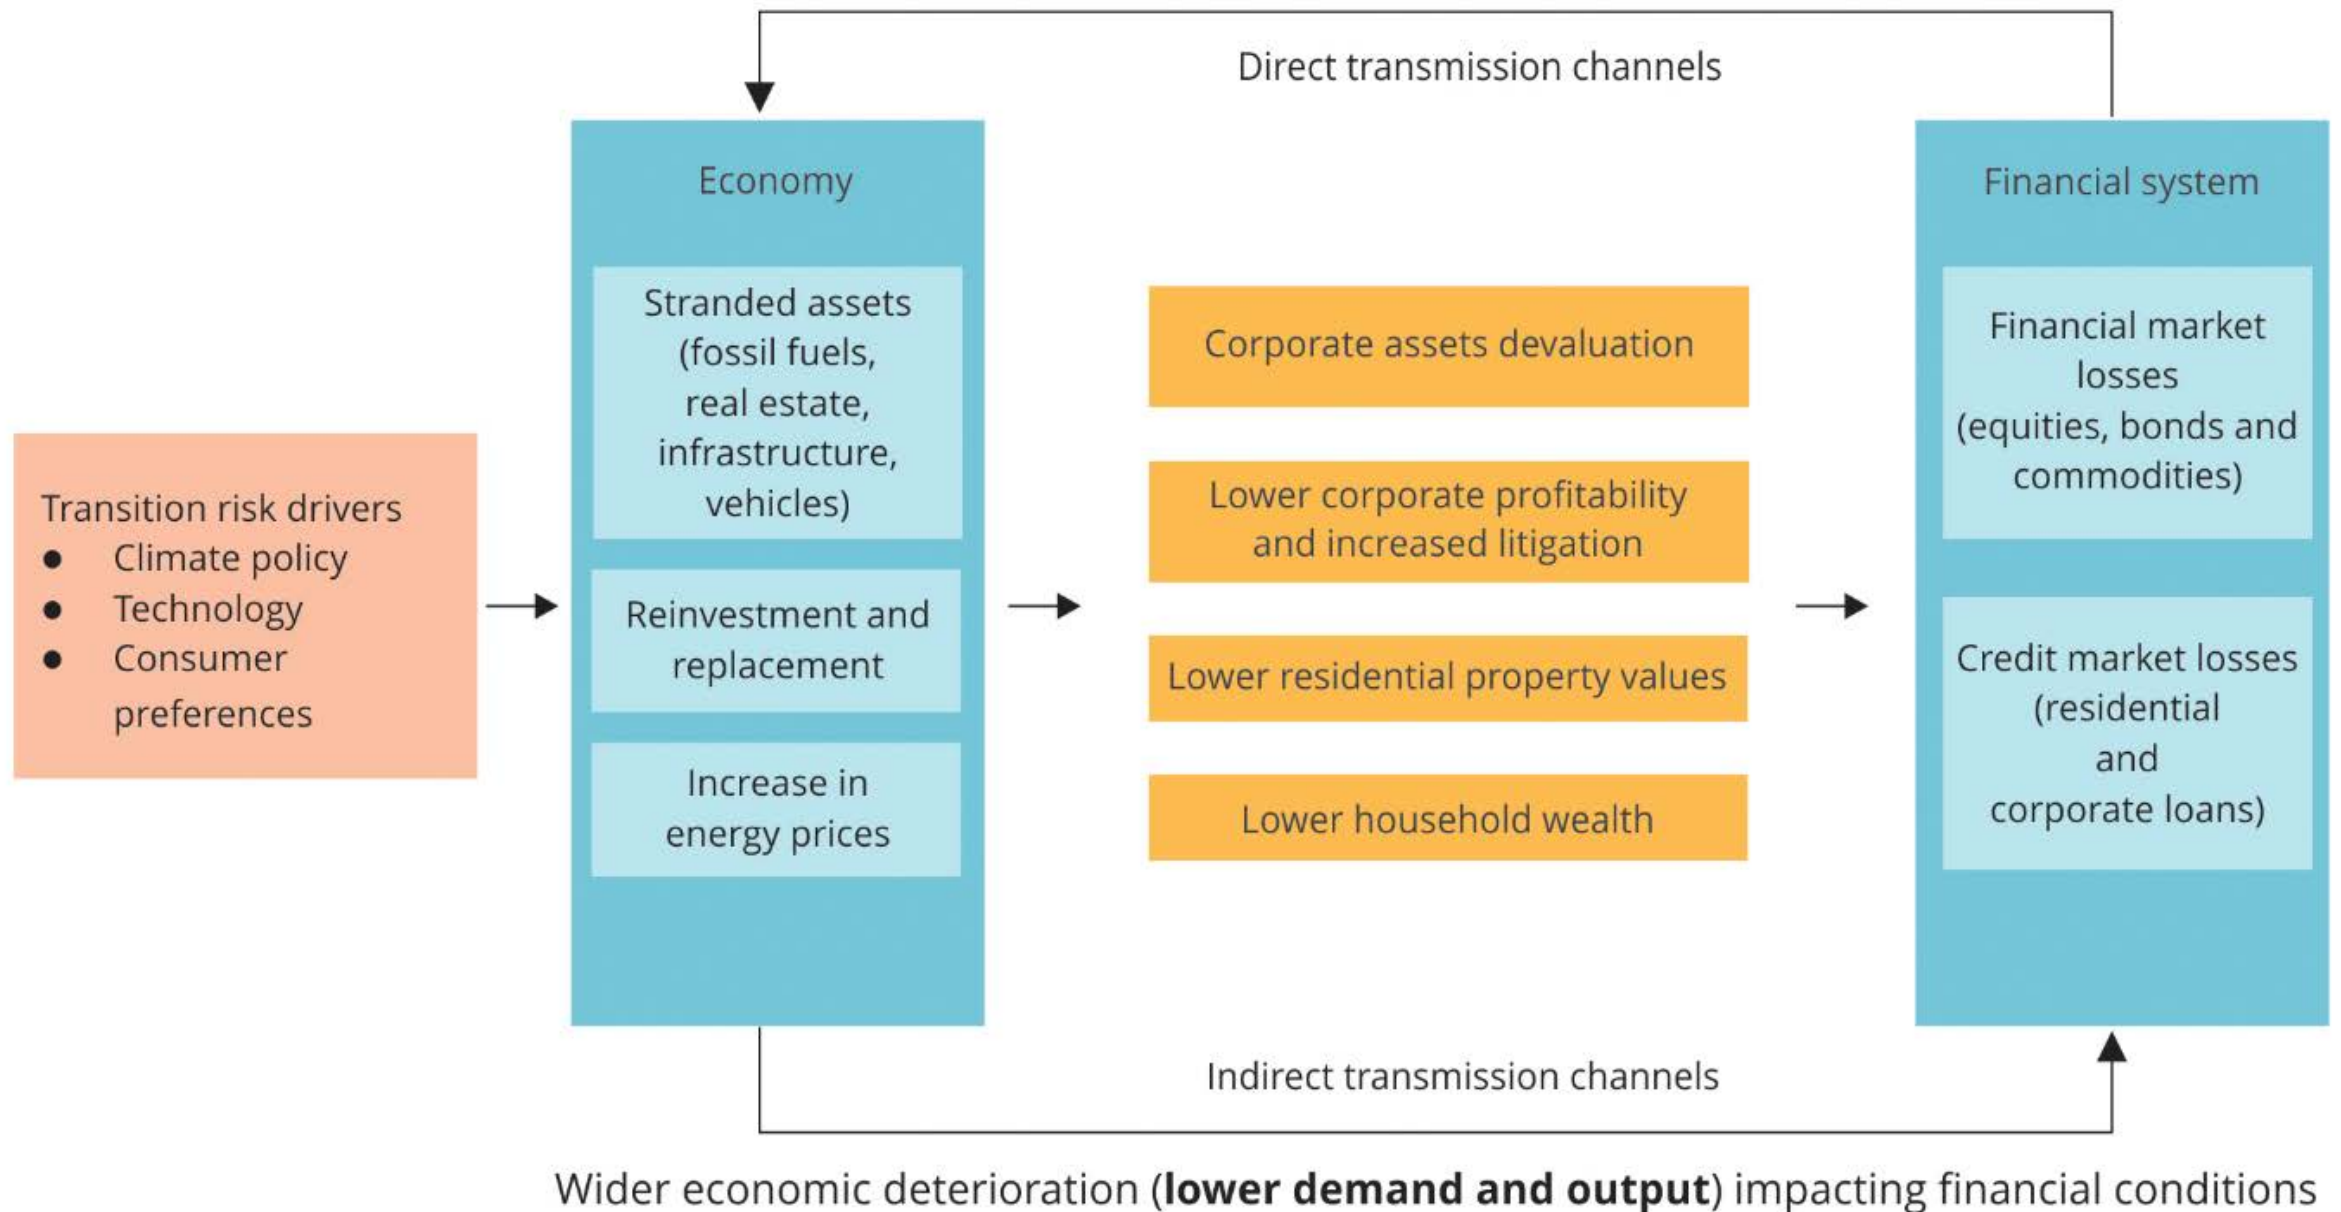 Direct transmission channels
Economy
Stranded assets
(fossil fuels,
real estate,
infrastructure,
vehicles)
Reinvestment and
replacement
Increase in
energy prices
Transition risk drivers
● Climate policy
● Technology
● Consumer
preferences
Corporate assets devaluation
Lower corporate profitability
and increased litigation
Lower residential property values
Lower household wealth
Financial system
Financial market
losses
(equities, bonds and
commodities)
Credit market losses
(residential
and
corporate loans)
Indirect transmission channels
Wider economic deterioration (lower demand and output) impacting financial conditions